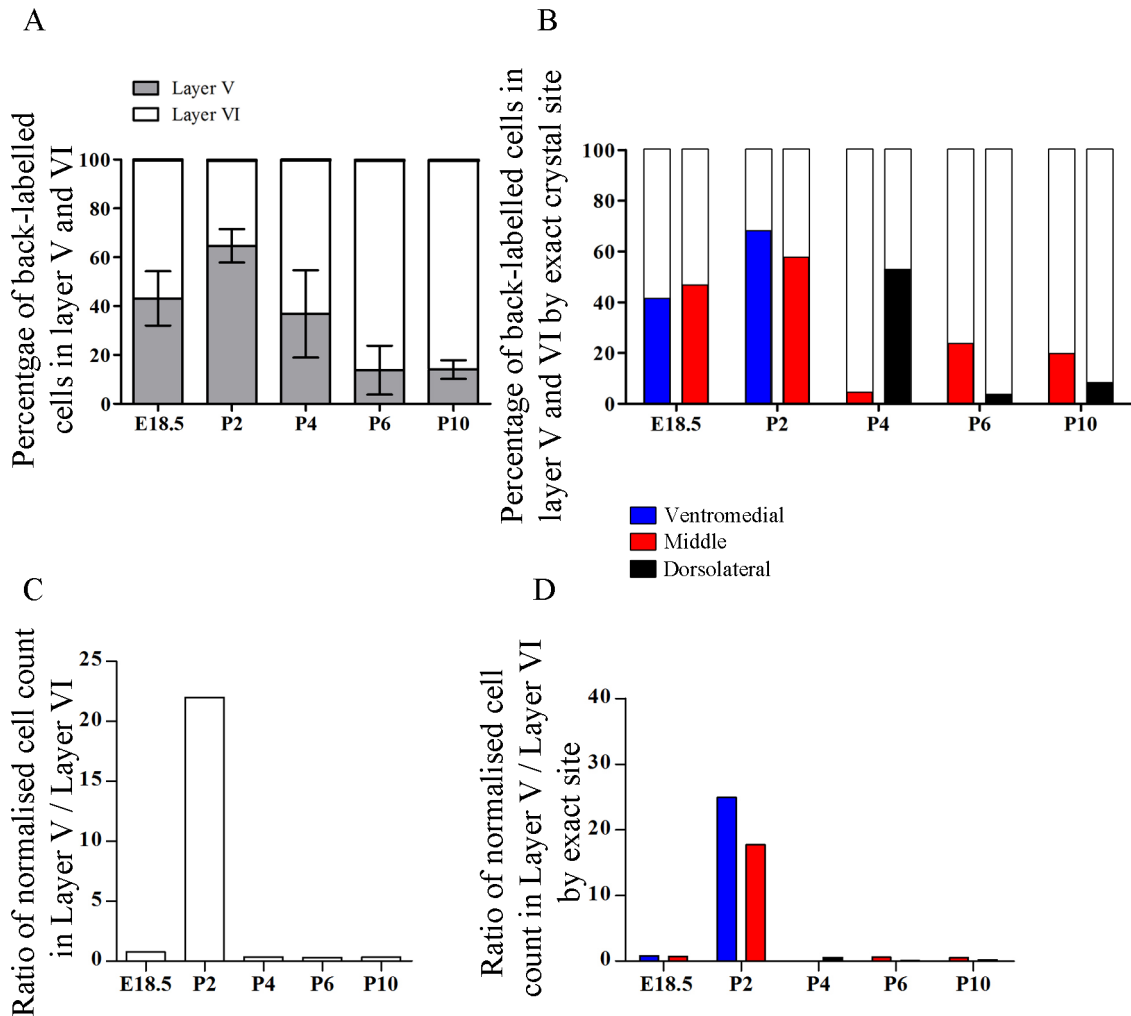 A
Layer V
Layer VI
Percentgae of back-labelled
cells in layer V and VI
100
80
60
40
20
0
E18.5 P2 P4 P6 P10
B
Percentage of back-labelled cells in
layer V and VI by exact crystal site
100
80
60
40
20
0
E18.5 P2 P4 P6 P10
Ventromedial
Middle
Dorsolateral
C
Ratio of normalised cell count
in Layer V / Layer VI
25
20
15
10
5
0
E18.5 P2 P4 P6 P10
D
Ratio of normalised cell
count in Layer V / Layer VI
by exact site
40
30
20
10
0
E18.5 P2 P4 P6 P10